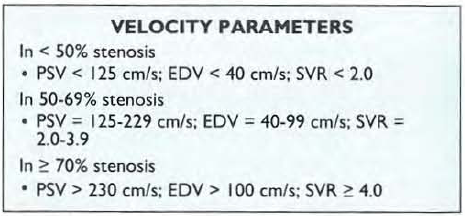 VELOCITY PARAMETERS
In < 50% stenosis
• PSV < 125 cm/s; EDV < 40 cm/s; SVR < 2.0
In 50-69% stenosis
• PSV = 125-229 cm/s; EDV = 40-99 cm/s; SVR =
2.0-3.9
In ≥ 70% stenosis
• PSV > 230 cm/s; EDV > 100 cm/s; SVR ≥ 4.0